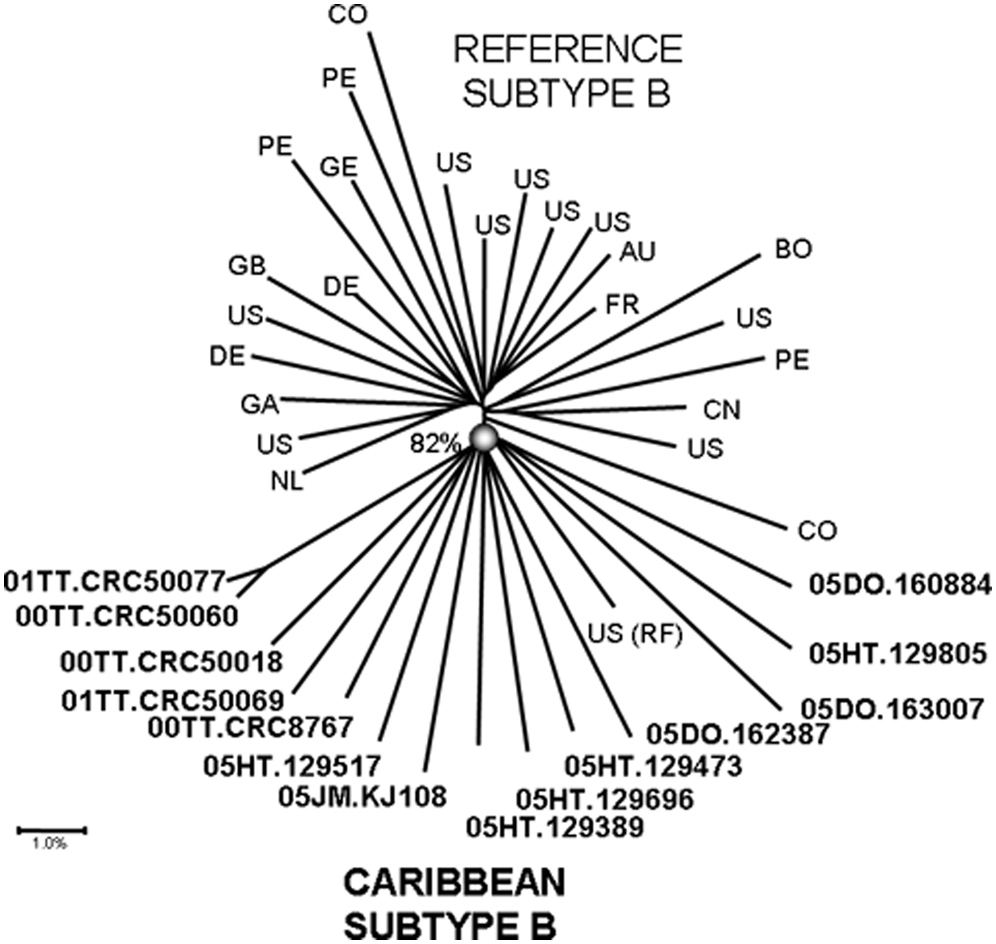 CO
REFERENCE
SUBTYPE B
PE
PE
GE
US
US
US
US
US
AU
BO
GB
DE
FR
US
US
DE
PE
GA
CN
US
82%
US
NL
CO
01TT.CRC50077
05DO.160884
00TT.CRC50060
US (RF)
00TT.CRC50018
05HT.129805
01TT.CRC50069
05DO.163007
00TT.CRC8767
05DO.162387
05HT.129517
05HT.129473
05JM.KJ108
05HT.129696
05HT.129389
1.0%
CARIBBEAN
SUBTYPE B